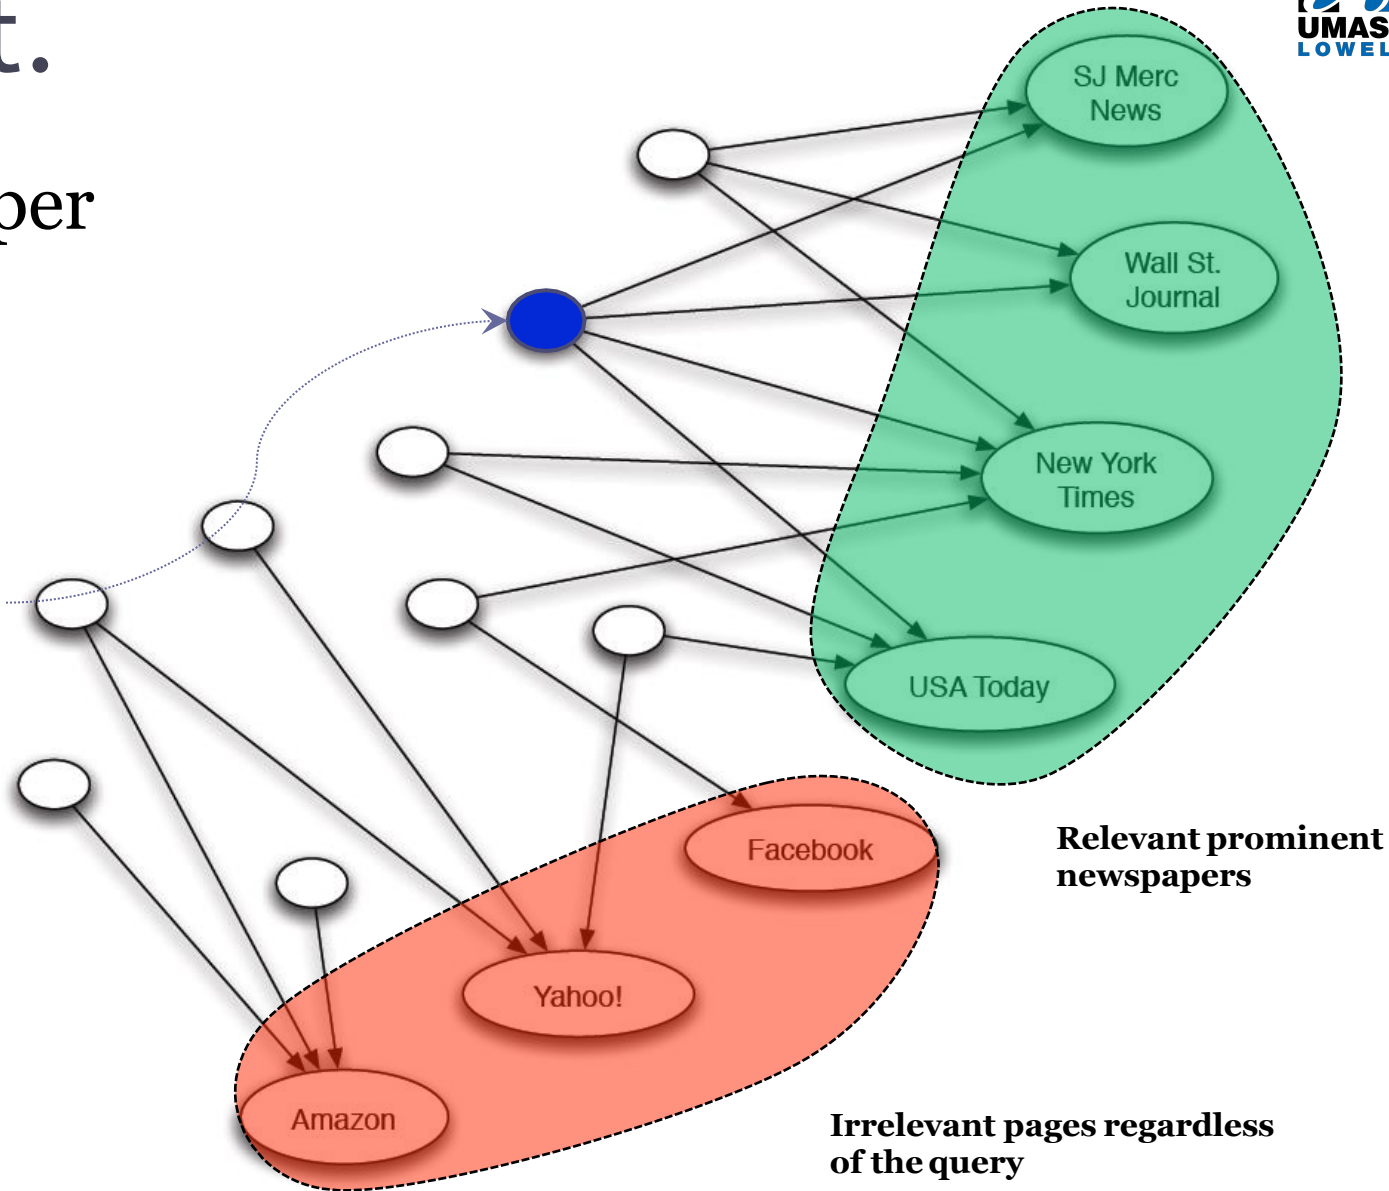 t.
UMAS
LOWEL
per
SJ Merc
News
Wall St.
Journal
New York
Times
USA Today
Facebook
Yahoo!
Amazon
Relevant prominent
newspapers
Irrelevant pages regardless
of the query